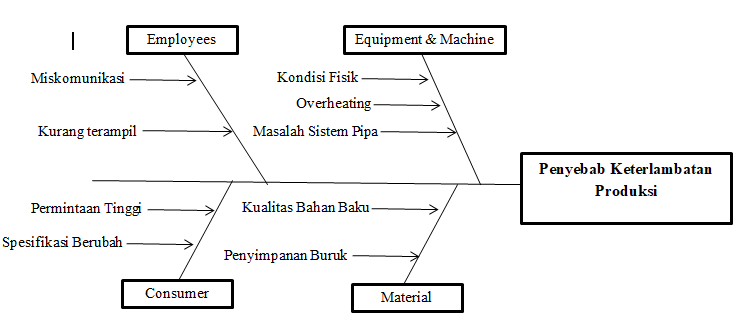 Employees
Equipment & Machine
Miskomunikasi
Kondisi Fisik
Overheating
Kurang terampil
Masalah Sistem Pipa
Penyebab Keterlambatan
Produksi
Permintaan Tinggi
Kualitas Bahan Baku
Spesifikasi Berubah
Penyimpanan Buruk
Consumer
Material